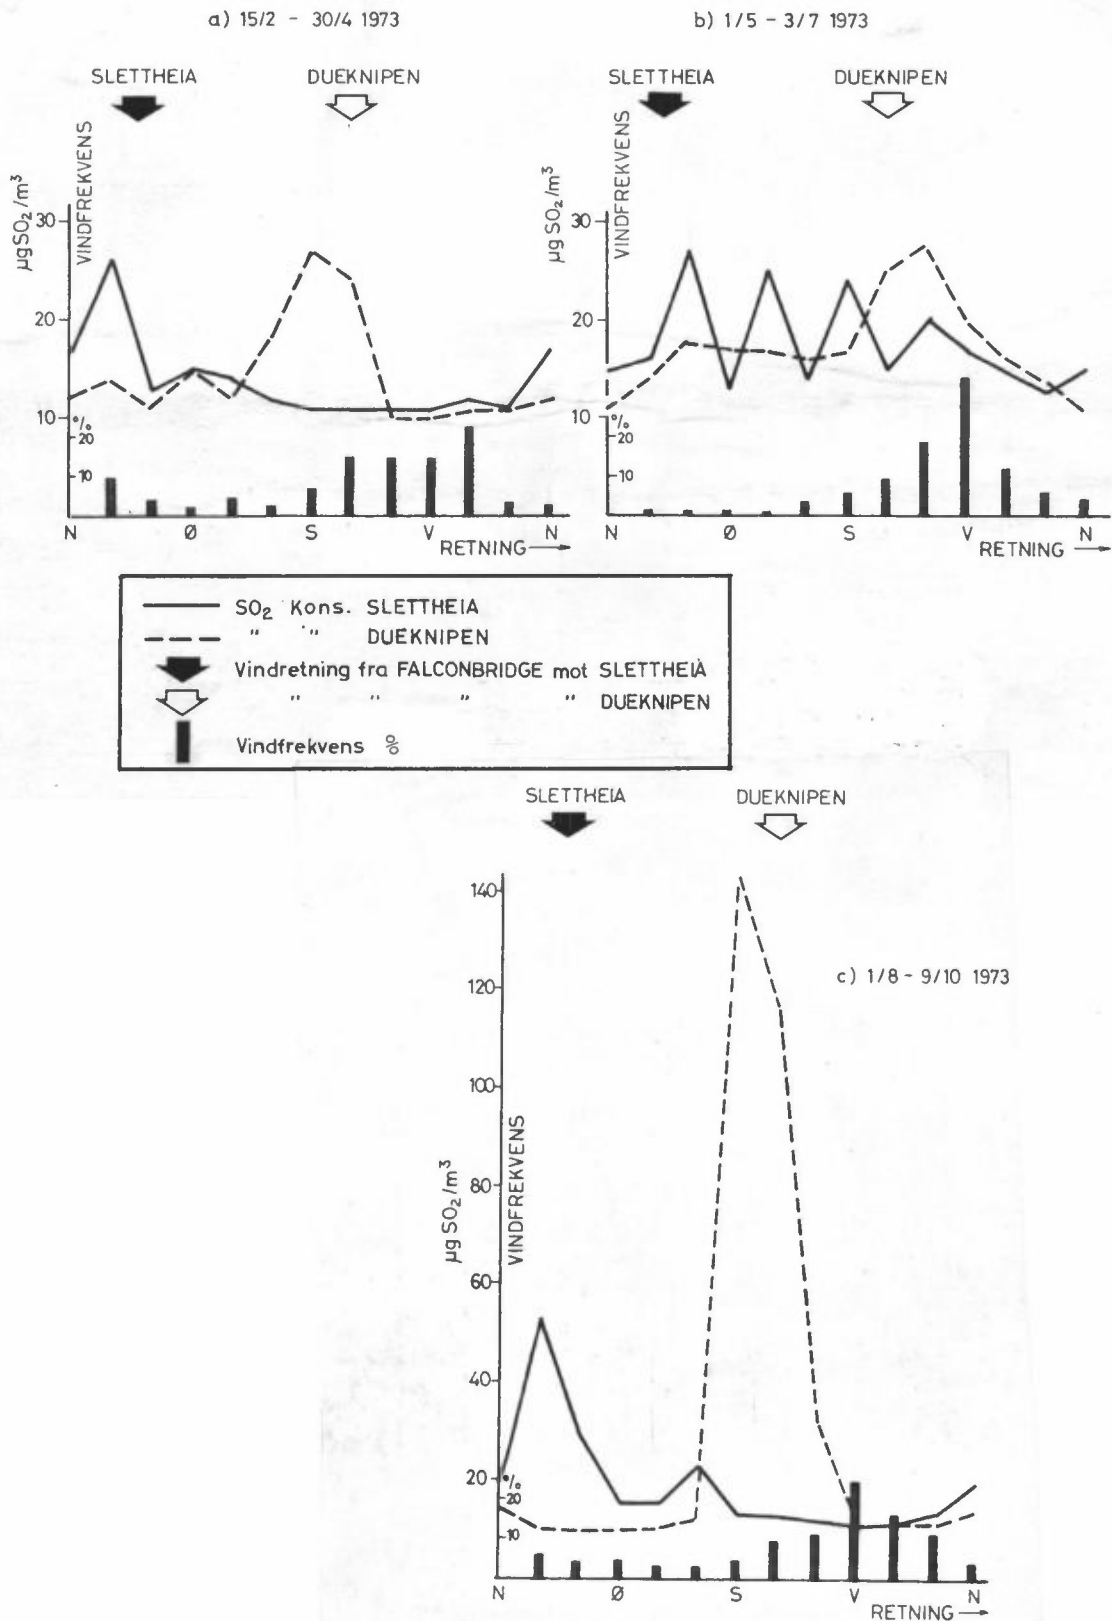 a) 15/2 - 30/4 1973
SLETTHEIA
DUEKNIPEN
µg SO₂/m³
VINDFREKVENS
30
20
10
%
20
10
N Ø S V N
RETNING
b) 1/5 - 3/7 1973
SLETTHEIA
DUEKNIPEN
µg SO₂/m³
VINDFREKVENS
30
20
10
%
20
10
N Ø S V N
RETNING
SO₂ Kons. SLETTHEIA
" " DUEKNIPEN
Vindretning fra FALCONBRIDGE mot SLETTHEIA
" " " " DUEKNIPEN
Vindfrekvens %
SLETTHEIA
DUEKNIPEN
c) 1/8 - 9/10 1973
µg SO₂/m³
VINDFREKVENS
140
120
100
80
60
40
20
%
20
10
N Ø S V N
RETNING